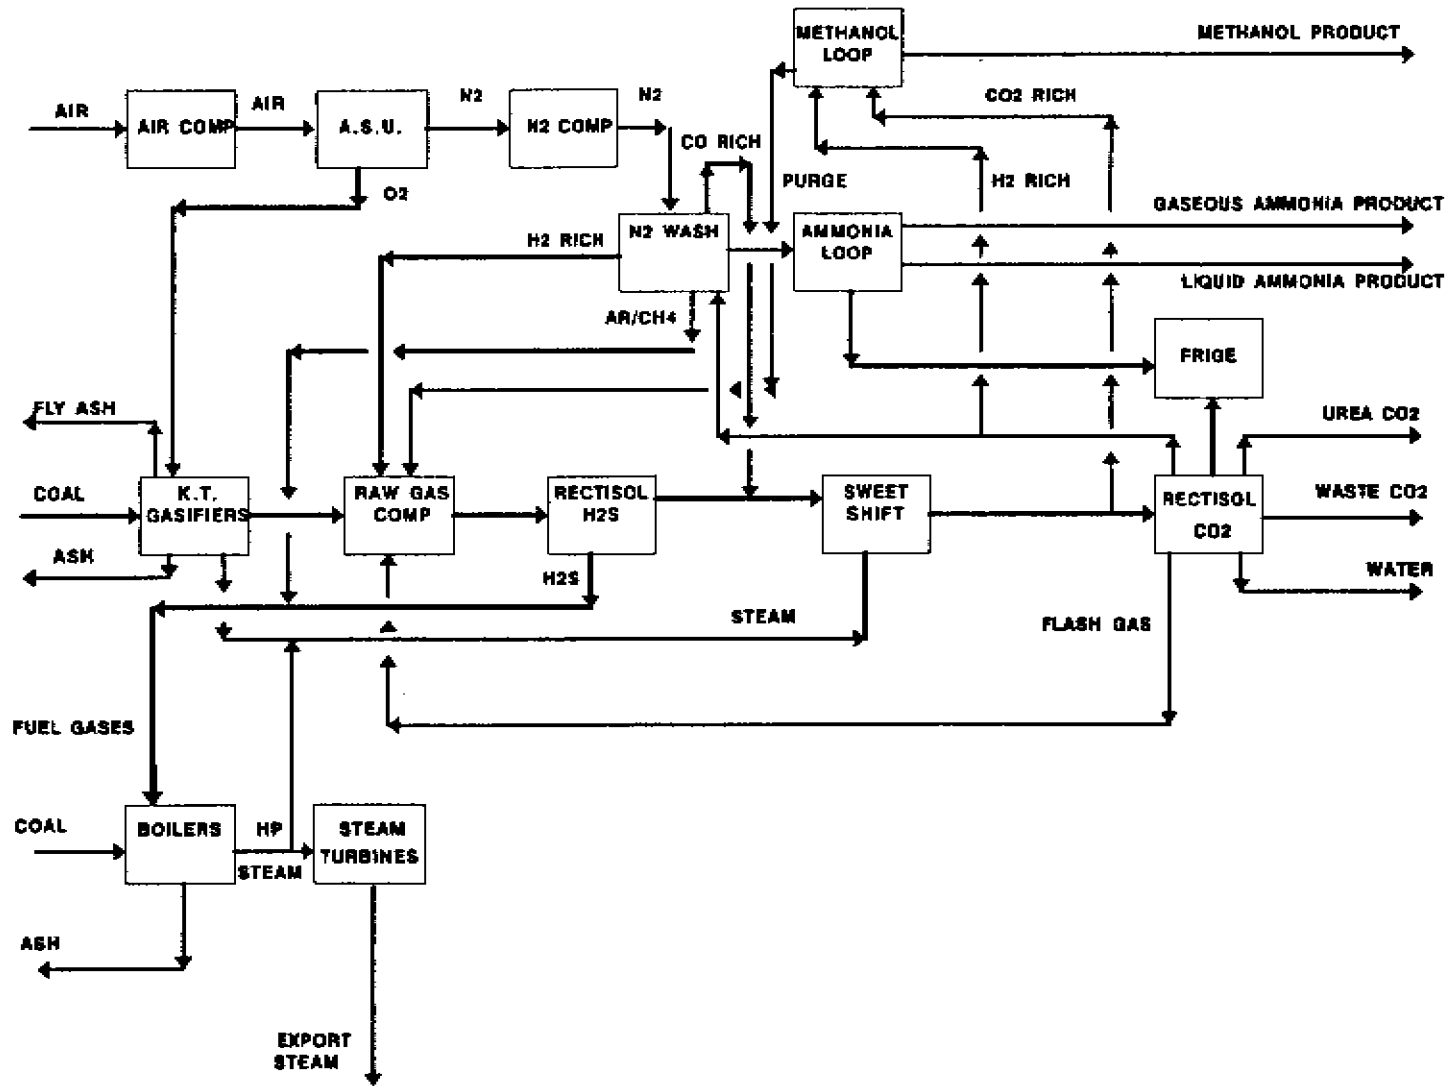 METHANOL
LOOP
METHANOL PRODUCT
AIR
AIR COMP
AIR
A.S.U.
N2
N2 COMP
N2
CO RICH
CO2 RICH
O2
PURGE
H2 RICH
GASEOUS AMMONIA PRODUCT
H2 RICH
N2 WASH
AMMONIA
LOOP
LIQUID AMMONIA PRODUCT
AR/CH4
FRIGE
FLY ASH
UREA CO2
COAL
K.T.
GASIFIERS
RAW GAS
COMP
RECTISOL
H2S
SWEET
SHIFT
RECTISOL
CO2
WASTE CO2
ASH
H2S
WATER
STEAM
FLASH GAS
FUEL GASES
COAL
BOILERS
HP
STEAM
STEAM
TURBINES
ASH
EXPORT
STEAM